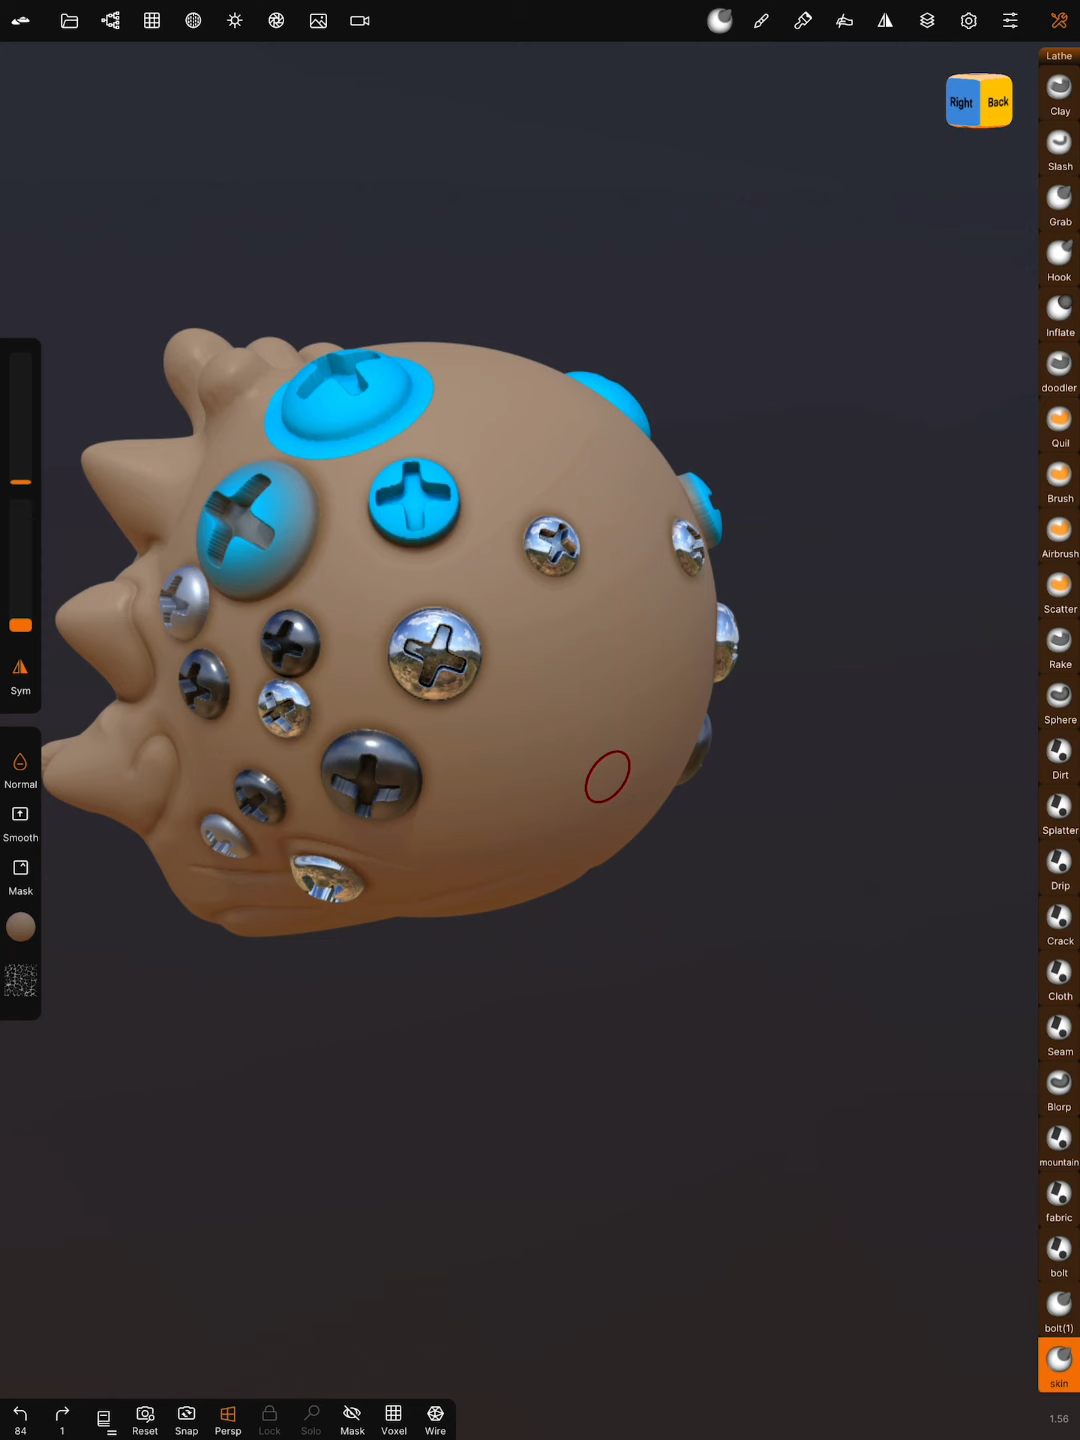 Right
Back
Lathe
Clay
Slash
Grab
Hook
Inflate
doodler
Quil
Brush
Airbrush
Scatter
Rake
Sphere
Dirt
Splatter
Drip
Crack
Cloth
Seam
Blorp
mountain
fabric
bolt
bolt(1)
skin
Sym
Normal
Smooth
Mask
84
1
Reset
Snap
Persp
Lock
Solo
Mask
Voxel
Wire
1.56